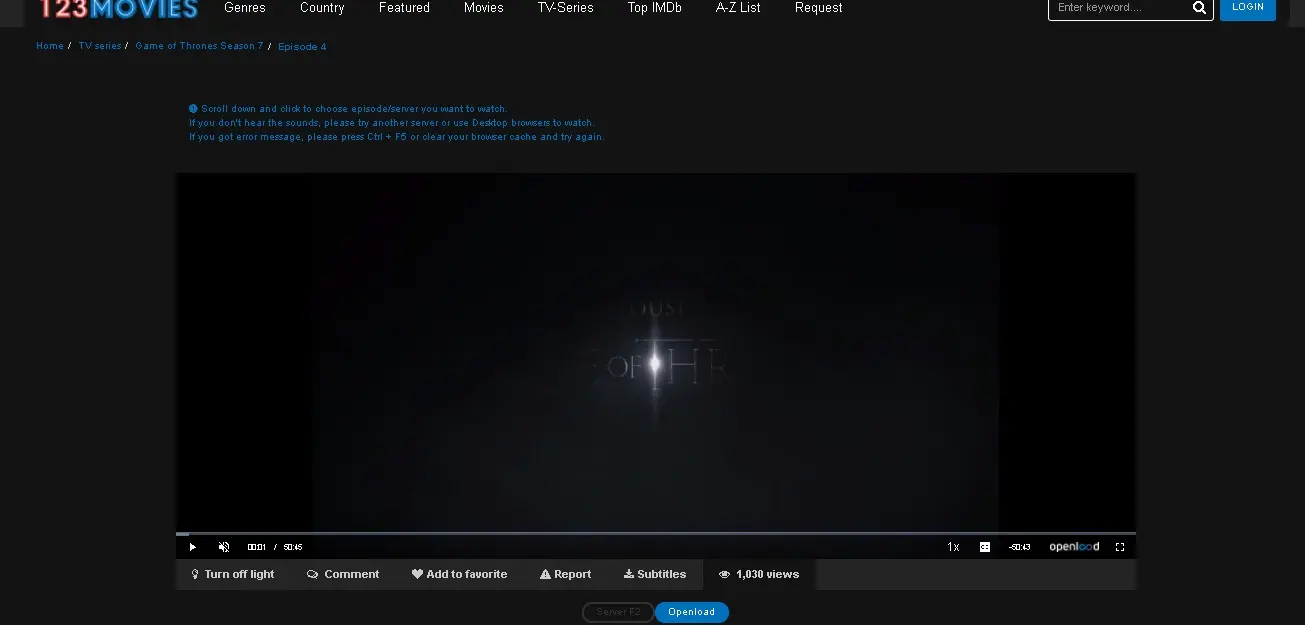 123MOVIES Genres Country Featured Movies TV-Series Top IMDb A-Z List Request Enter keyword.... LOGIN
Home / TV series / Game of Thrones Season 7 / Episode 4
Scroll down and click to choose episode/server you want to watch.
If you don't hear the sounds, please try another server or use Desktop browsers to watch.
If you got error message, please press Ctrl + F5 or clear your browser cache and try again.
OF THR
00:01 / 50:45 1x CC -50:43 openload
Turn off light Comment Add to favorite Report Subtitles 1,030 views
Server F2 Openload